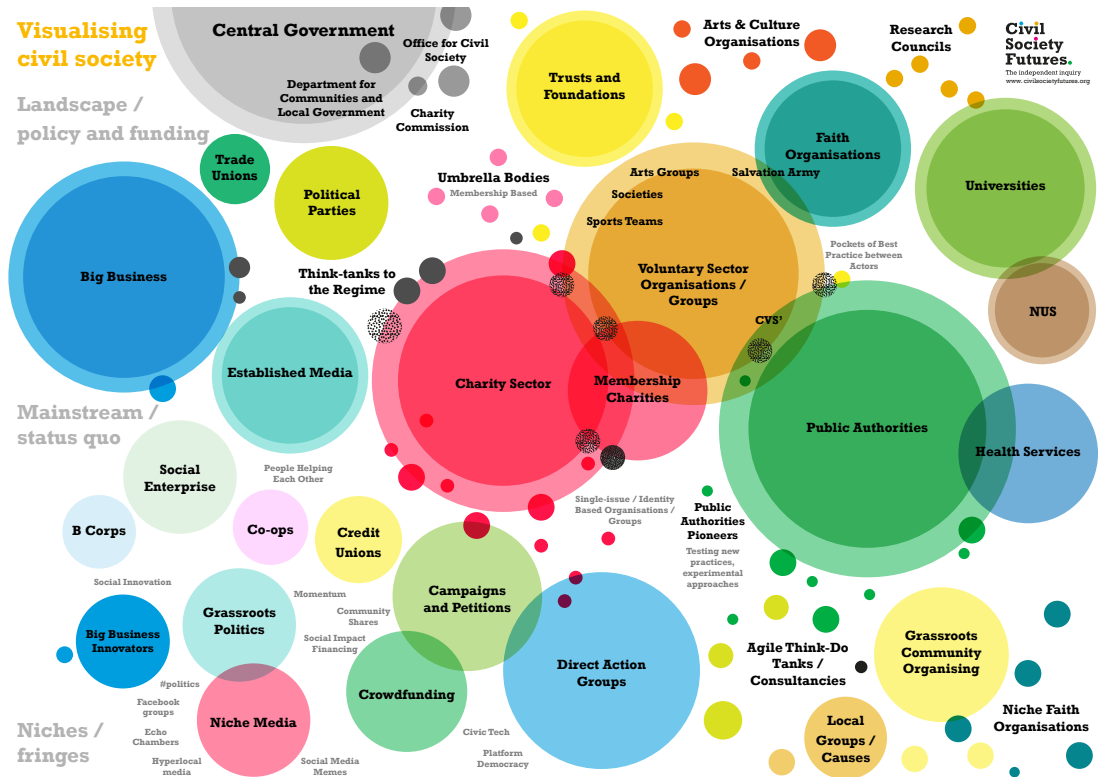 Visualising
civil society
Landscape /
policy and funding
Central Government
Office for Civil
Society
Department for
Communities and
Local Government
Charity
Commission
Trusts and
Foundations
Arts & Culture
Organisations
Research
Councils
Civil
Society
Futures.
The independent inquiry
www. civilsocietyfutures.org
Trade
Unions
Political
Parties
Umbrella Bodies
Membership Based
Arts Groups
Societies
Sports Teams
Salvation Army
Faith
Organisations
Universities
Big Business
Think-tanks to
the Regime
Voluntary Sector
Organisations /
Groups
Pockets of Best
Practice between
Actors
CVS'
NUS
Established Media
Charity Sector
Membership
Charities
Public Authorities
Health Services
Mainstream /
status quo
Social
Enterprise
People Helping
Each Other
B Corps
Co-ops
Credit
Unions
Single-issue / Identity
Based Organisations /
Groups
Public
Authorities
Pioneers
Testing new
practices,
experimental
approaches
Social Innovation
Big Business
Innovators
Grassroots
Politics
Momentum
Community
Shares
Social Impact
Financing
Campaigns
and Petitions
Direct Action
Groups
Agile Think-Do
Tanks /
Consultancies
Grassroots
Community
Organising
#politics
Facebook
groups
Echo
Chambers
Hyperlocal
media
Niche Media
Social Media
Memes
Crowdfunding
Civic Tech
Platform
Democracy
Local
Groups /
Causes
Niche Faith
Organisations
Niches /
fringes